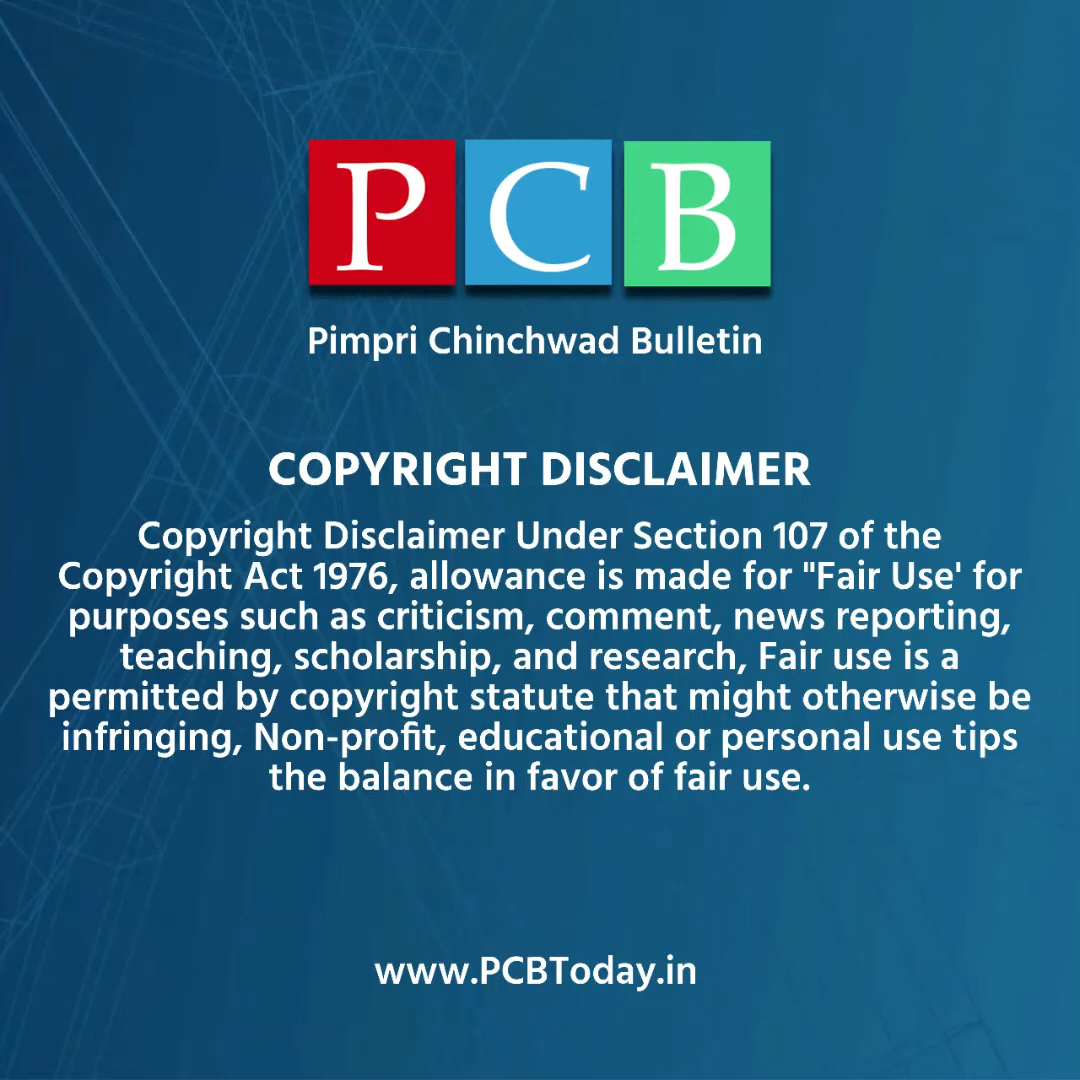 P C B
Pimpri Chinchwad Bulletin
COPYRIGHT DISCLAIMER
Copyright Disclaimer Under Section 107 of the
Copyright Act 1976, allowance is made for "Fair Use' for
purposes such as criticism, comment, news reporting,
teaching, scholarship, and research, Fair use is a
permitted by copyright statute that might otherwise be
infringing, Non-profit, educational or personal use tips
the balance in favor of fair use.
www.PCBToday.in